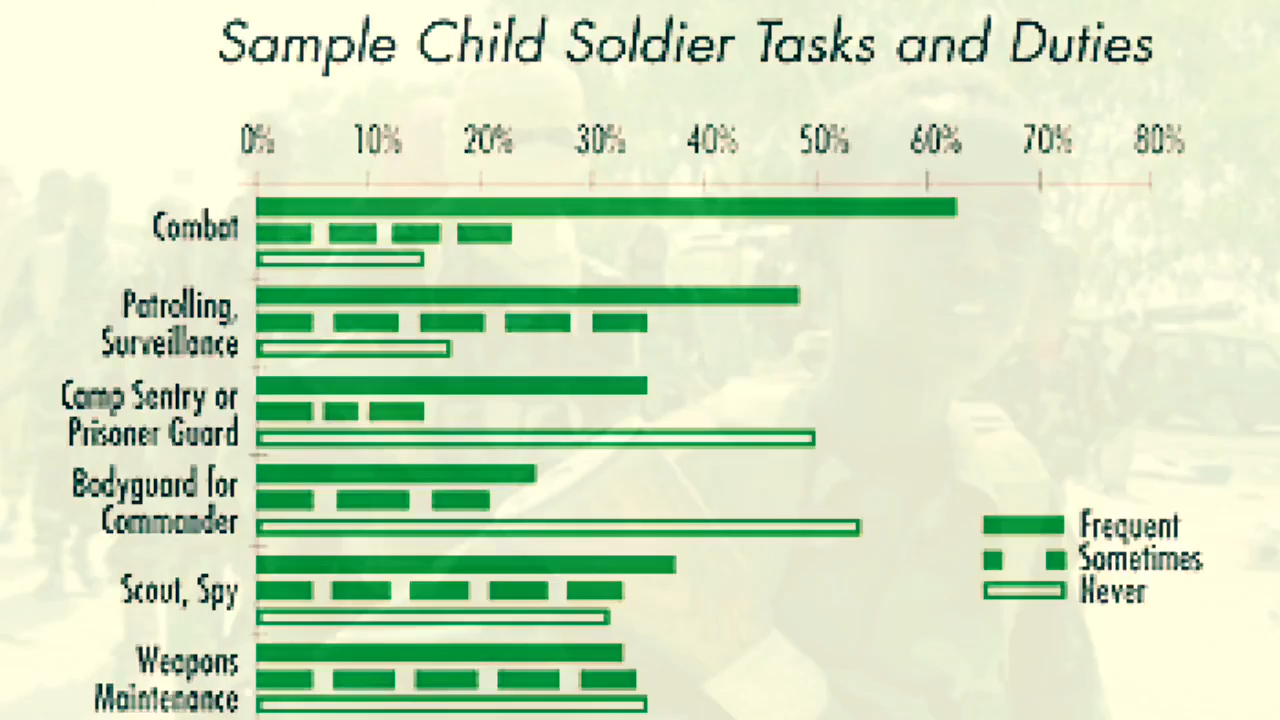 Sample Child Soldier Tasks and Duties
0% 10% 20% 30% 40% 50% 60% 70% 80%
Combat
Patrolling,
Surveillance
Camp Sentry or
Prisoner Guard
Bodyguard for
Commander
Scout, Spy
Weapons
Maintenance
Frequent
Sometimes
Never